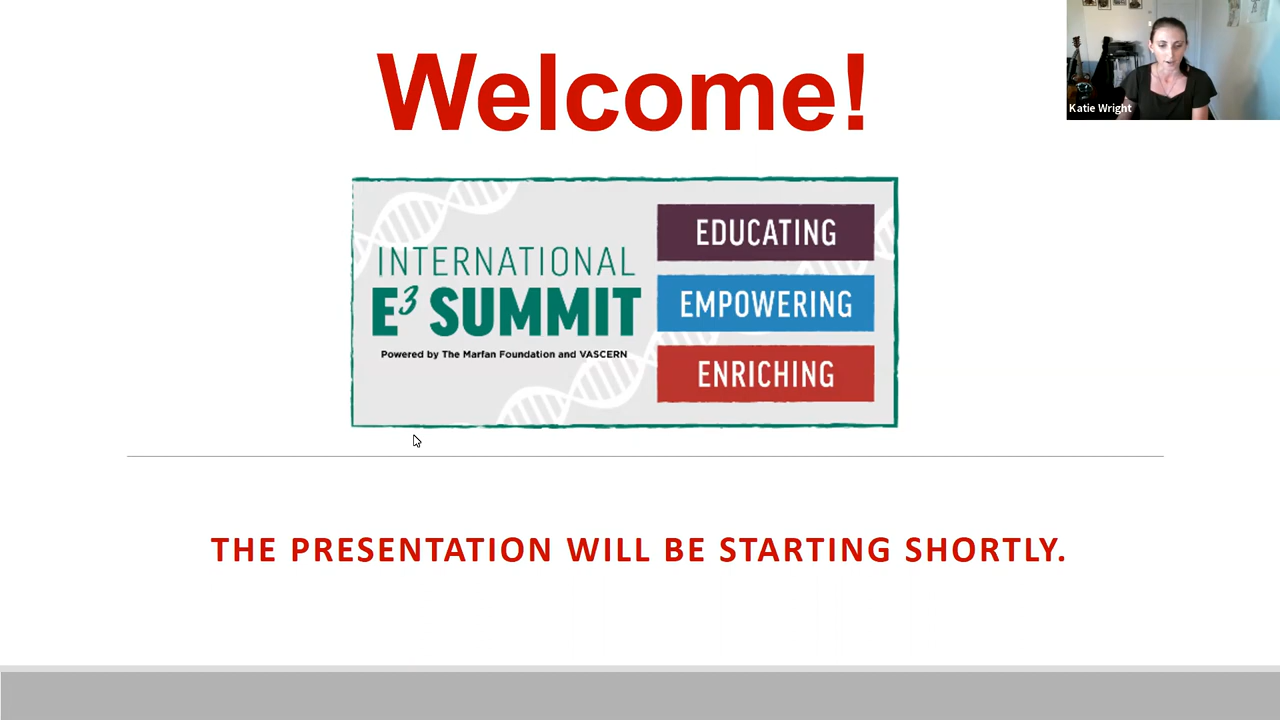 Welcome!
Katie Wright
INTERNATIONAL
E³ SUMMIT
Powered by The Marfan Foundation and VASCERN
EDUCATING
EMPOWERING
ENRICHING
THE PRESENTATION WILL BE STARTING SHORTLY.